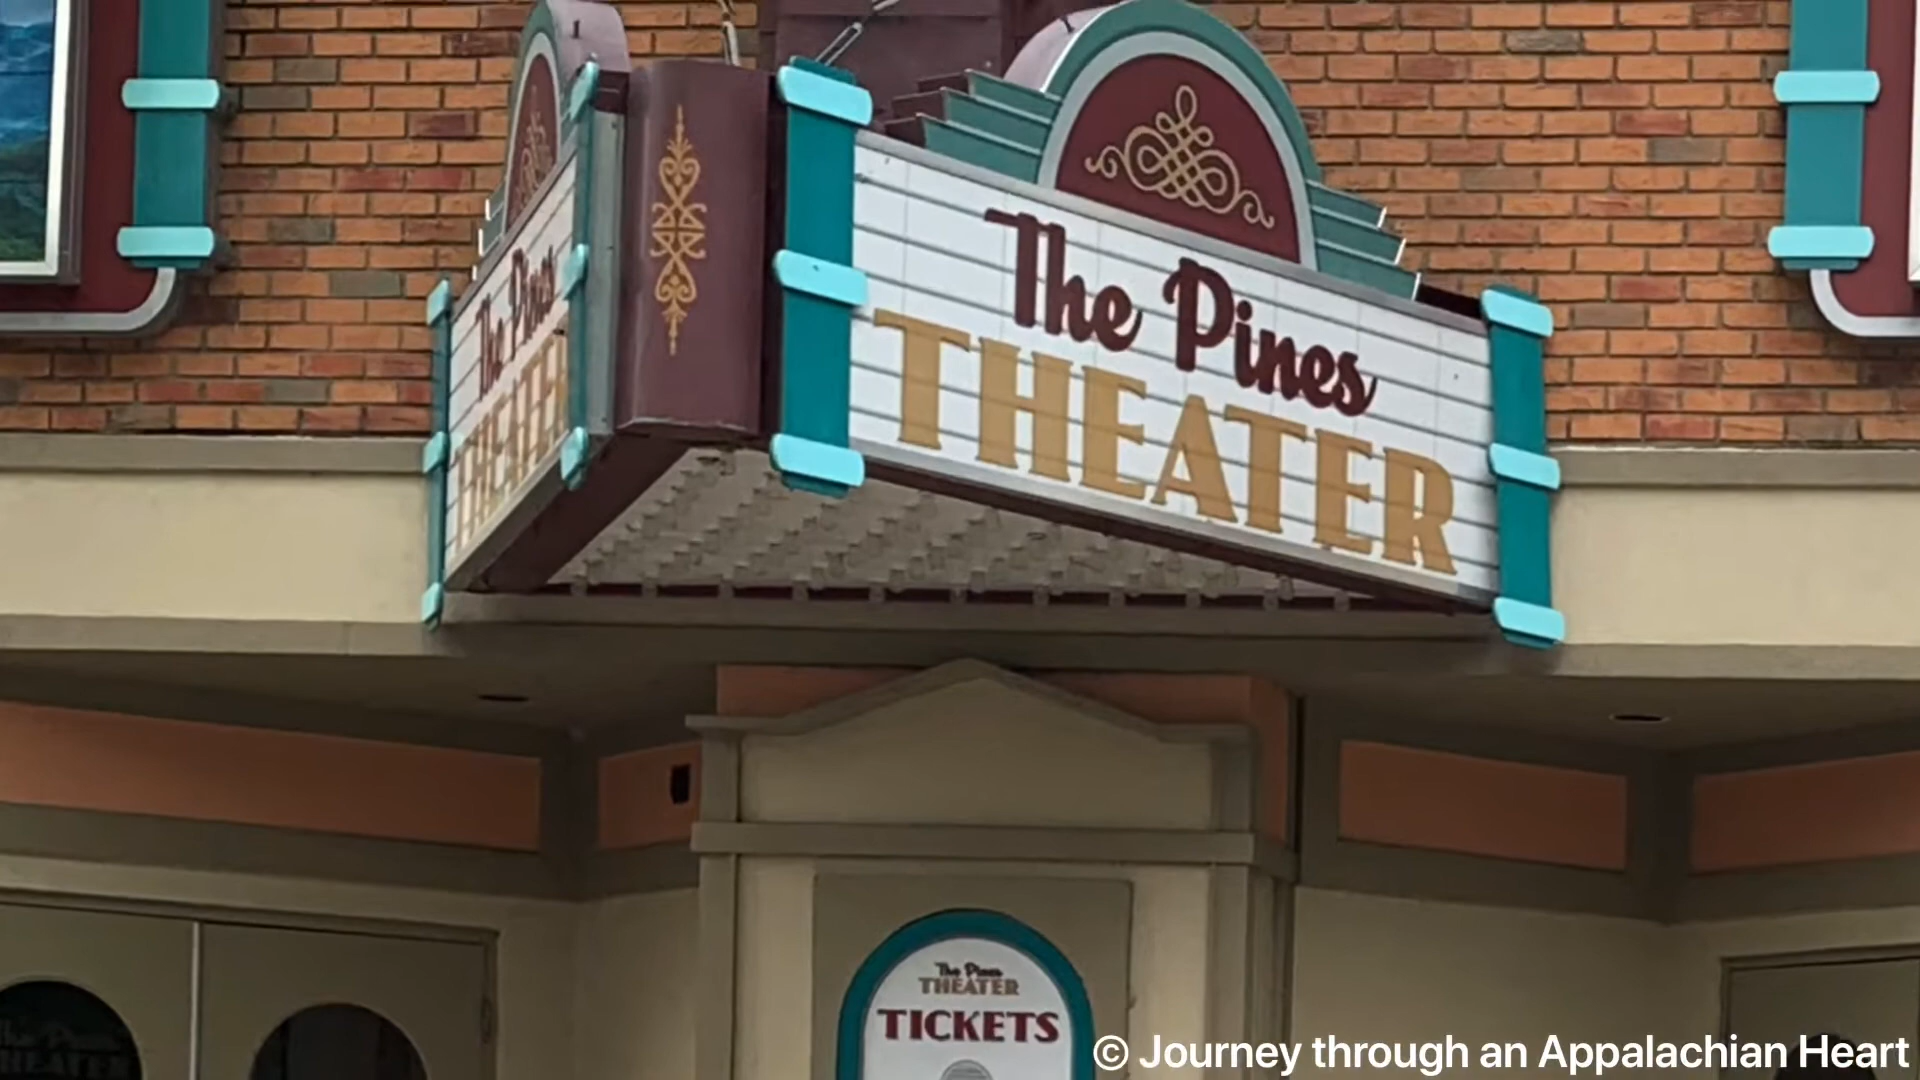 The Pines
THEATER
The Pines
THEATER
The Pines
THEATER
TICKETS
© Journey through an Appalachian Heart